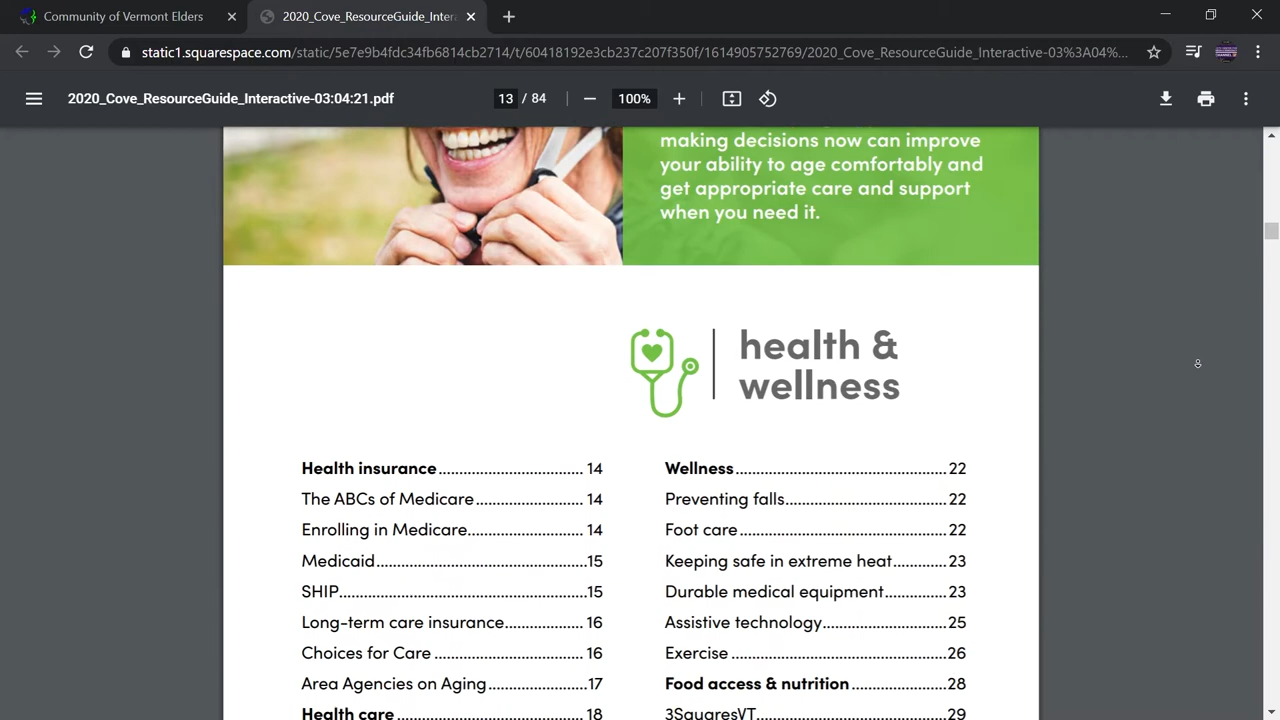 Community of Vermont Elders
2020_Cove_ResourceGuide_Intera
static1.squarespace.com/static/5e7e9b4fdc34fb6814cb2714/t/60418192e3cb237c207f350f/1614905752769/2020_Cove_ResourceGuide_Interactive-03%3A04%...
2020_Cove_ResourceGuide_Interactive-03:04:21.pdf
13 / 84
100%
making decisions now can improve
your ability to age comfortably and
get appropriate care and support
when you need it.
health &
wellness
Health insurance................................. 14
The ABCs of Medicare....................... 14
Enrolling in Medicare......................... 14
Medicaid.............................................15
SHIP.....................................................15
Long-term care insurance................. 16
Choices for Care ................................ 16
Area Agencies on Aging.....................17
Health care ........................................ 18
Wellness.............................................22
Preventing falls...................................22
Foot care ............................................22
Keeping safe in extreme heat............23
Durable medical equipment..............23
Assistive technology...........................25
Exercise ..............................................26
Food access & nutrition .....................28
3SquaresVT.........................................29